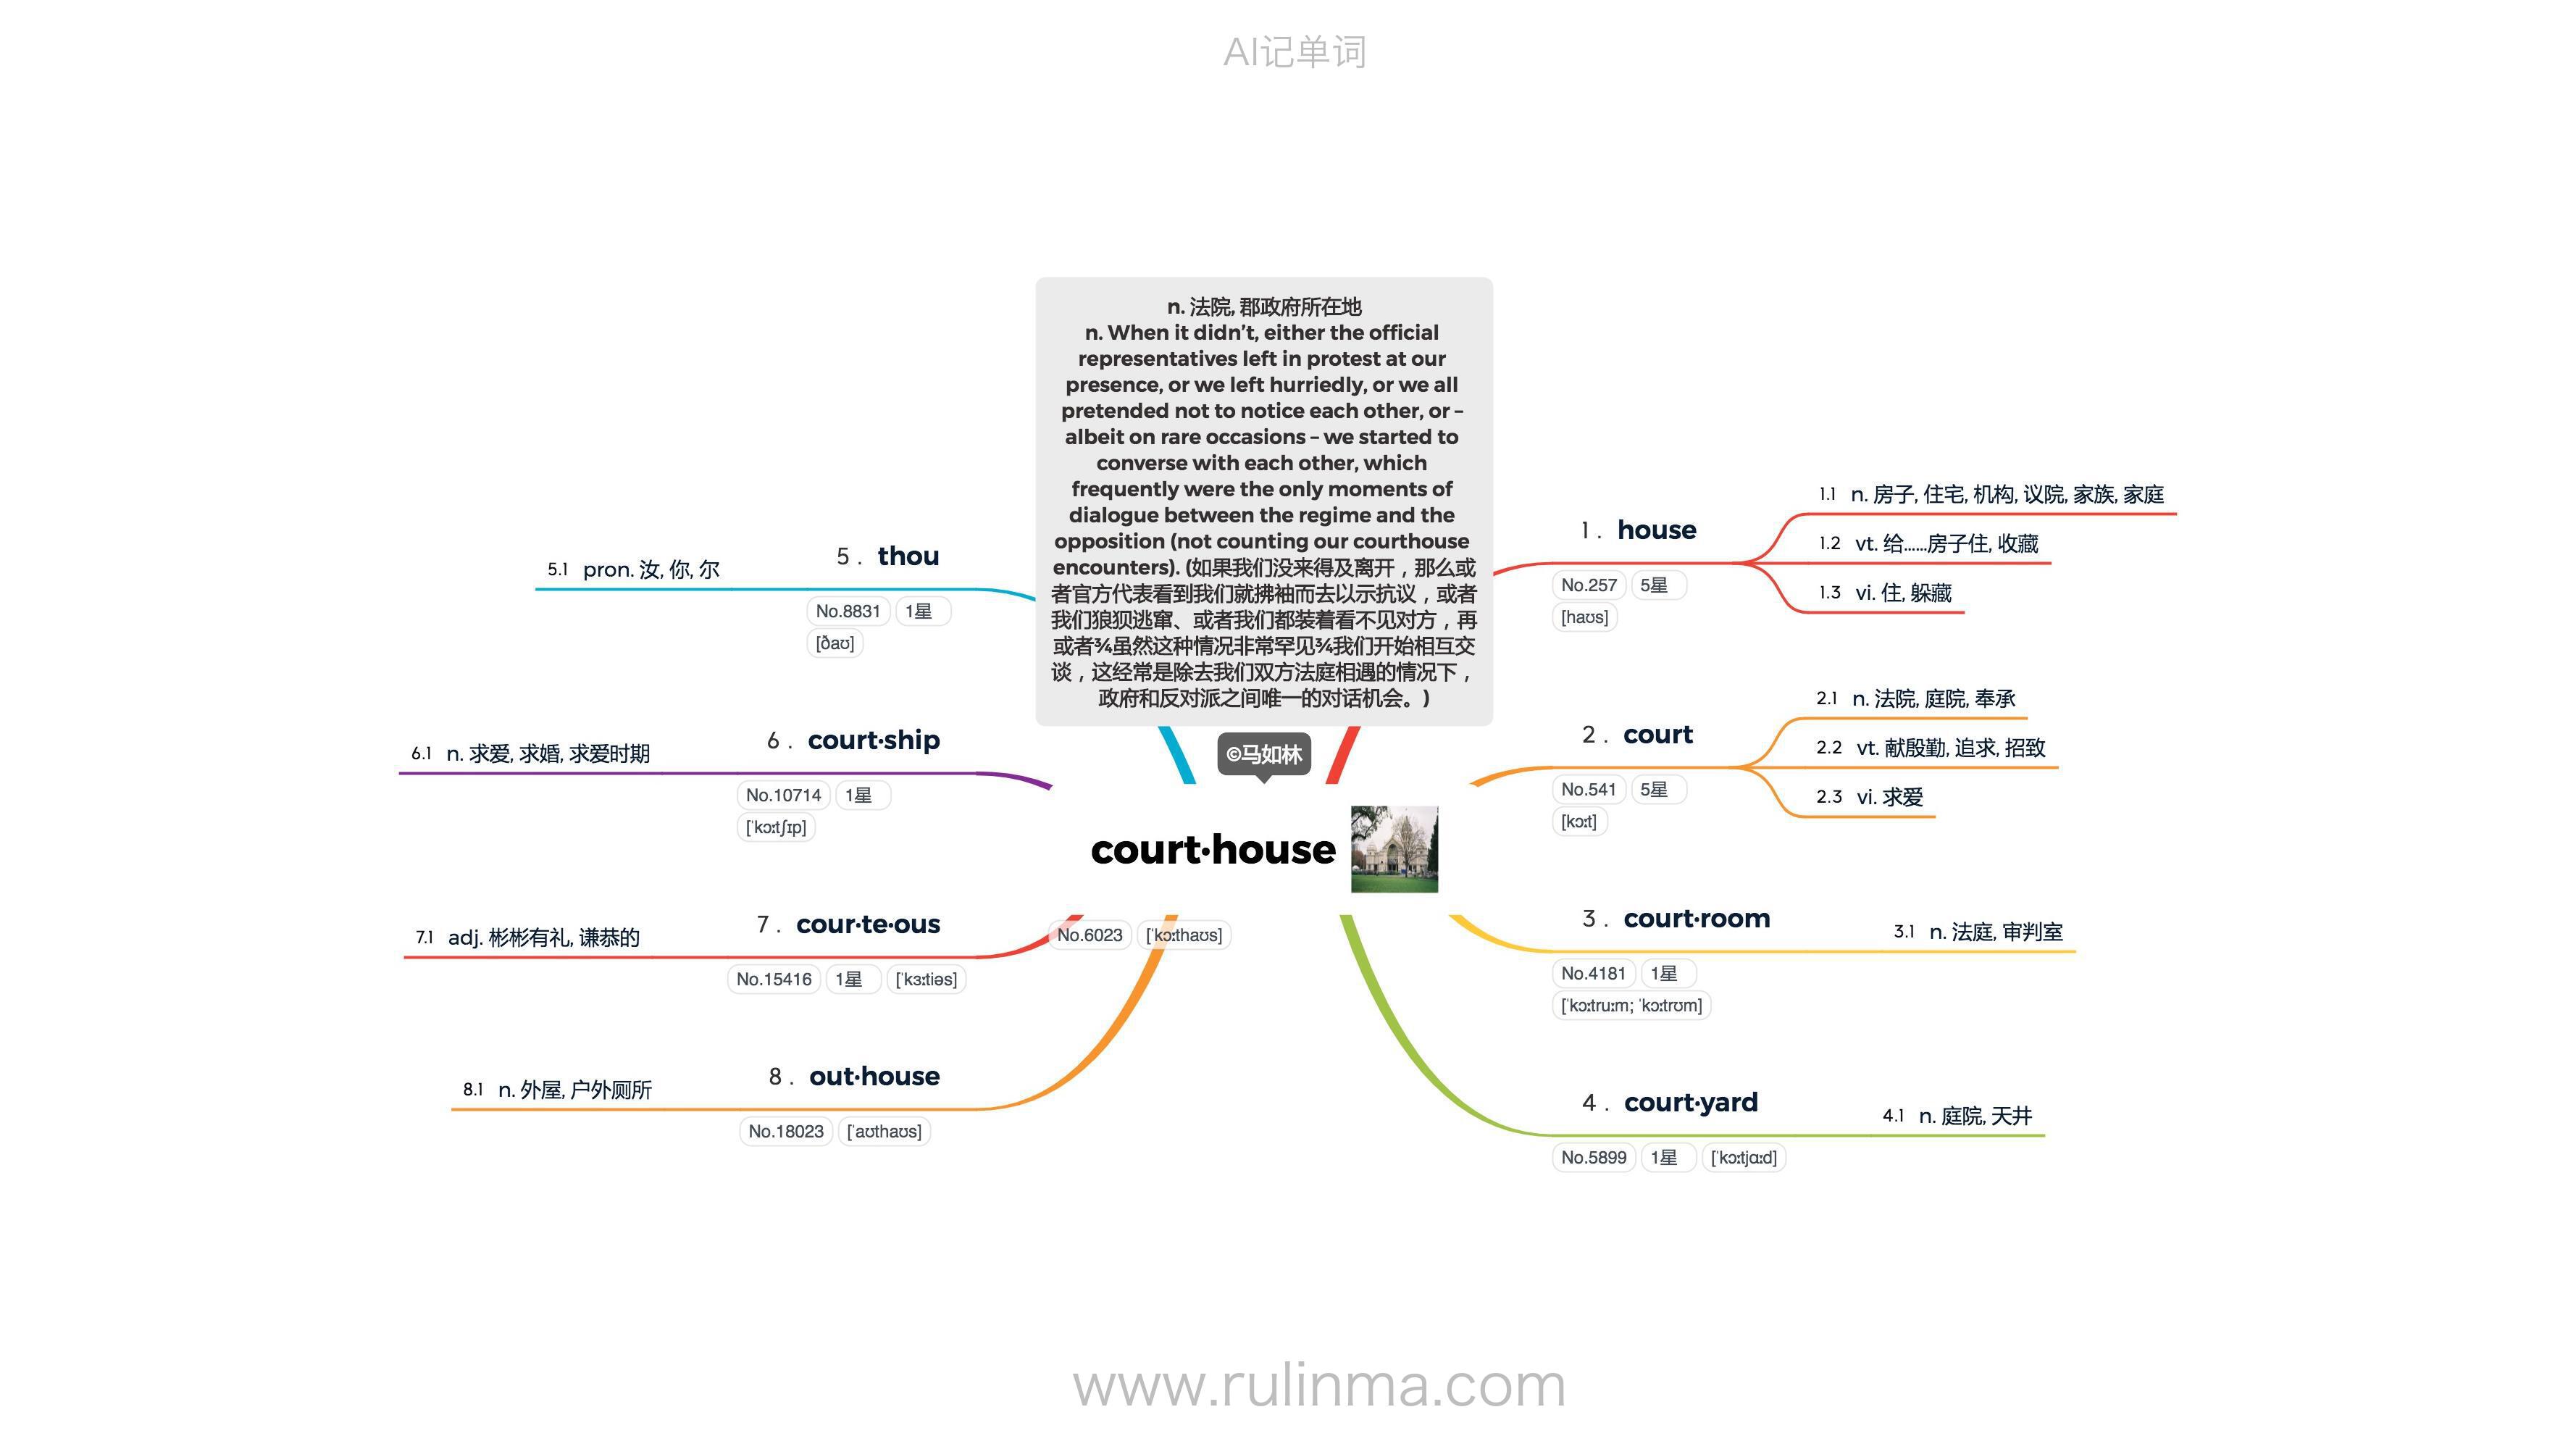 AI记单词
n. 法院, 郡政府所在地
n. When it didn’t, either the official
representatives left in protest at our
presence, or we left hurriedly, or we all
pretended not to notice each other, or –
albeit on rare occasions – we started to
converse with each other, which
frequently were the only moments of
dialogue between the regime and the
opposition (not counting our courthouse
encounters). (如果我们没来得及离开，那么或
者官方代表看到我们就拂袖而去以示抗议，或者
我们狼狈逃窜、或者我们都装着看不见对方，再
或者¾虽然这种情况非常罕见¾我们开始相互交
谈，这经常是除去我们双方法庭相遇的情况下，
政府和反对派之间唯一的对话机会。)
©马如林
court·house
No.6023 [ˈkɔːthaʊs]
1 . house
No.257 5星
[haʊs]
1.1 n. 房子, 住宅, 机构, 议院, 家族, 家庭
1.2 vt. 给……房子住, 收藏
1.3 vi. 住, 躲藏
2 . court
No.541 5星
[kɔːt]
2.1 n. 法院, 庭院, 奉承
2.2 vt. 献殷勤, 追求, 招致
2.3 vi. 求爱
3 . court·room
No.4181 1星
[ˈkɔːtruːm; ˈkɔːtrʊm]
3.1 n. 法庭, 审判室
4 . court·yard
No.5899 1星 [ˈkɔːtjɑːd]
4.1 n. 庭院, 天井
5 . thou
No.8831 1星
[ðaʊ]
5.1 pron. 汝, 你, 尔
6 . court·ship
No.10714 1星
[ˈkɔːtʃɪp]
6.1 n. 求爱, 求婚, 求爱时期
7 . cour·te·ous
No.15416 1星 [ˈkɜːtiəs]
7.1 adj. 彬彬有礼, 谦恭的
8 . out·house
No.18023 [ˈaʊthaʊs]
8.1 n. 外屋, 户外厕所
www.rulinma.com